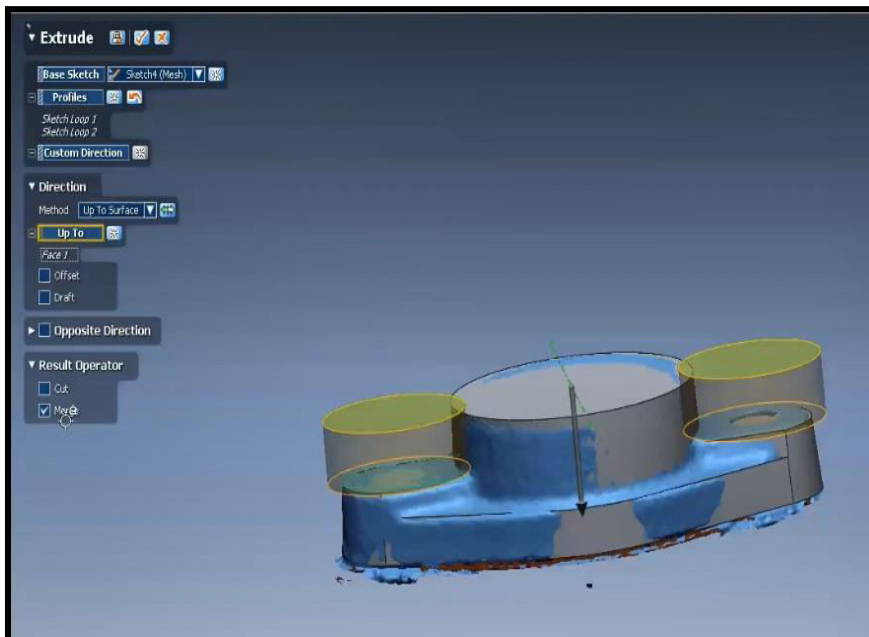 Extrude
Base Sketch Sketch4 (Mesh)
Profiles
Sketch Loop 1
Sketch Loop 2
Custom Direction
Direction
Method Up To Surface
Up To
Face 1
Offset
Draft
Opposite Direction
Result Operator
Cut